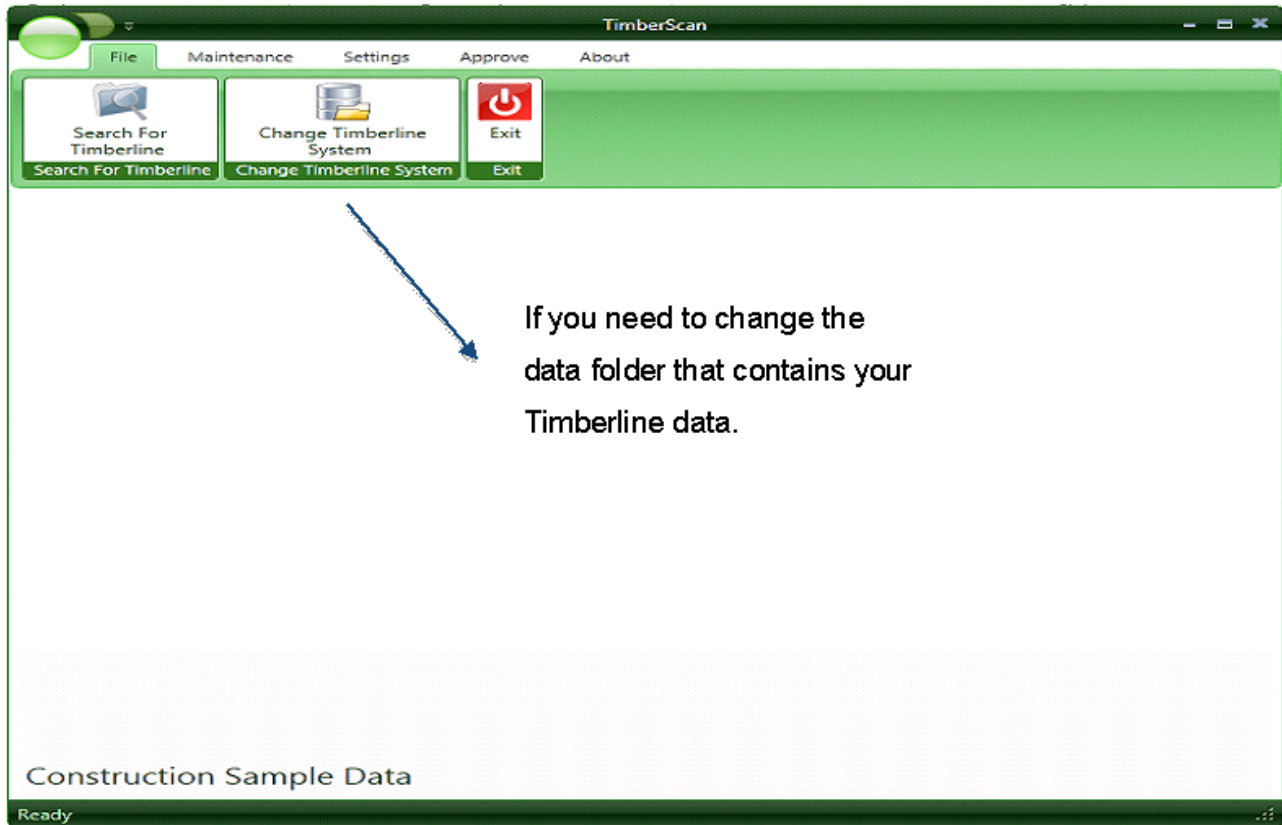 TimberScan
File Maintenance Settings Approve About
Search For
Timberline
Search For Timberline
Change Timberline
System
Change Timberline System
Exit
Exit
If you need to change the
data folder that contains your
Timberline data.
Construction Sample Data
Ready